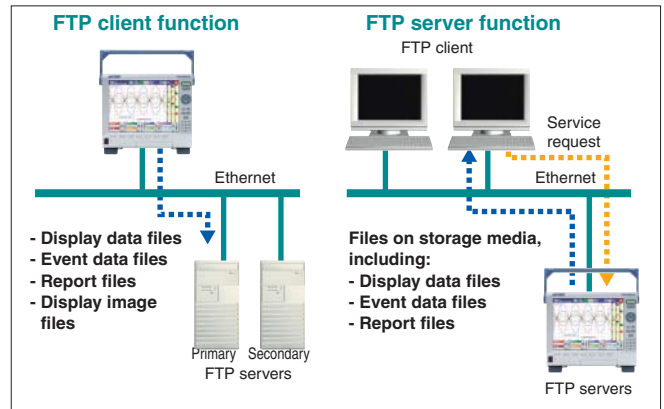 FTP client function
Ethernet
- Display data files
- Event data files
- Report files
- Display image
files
Primary Secondary
FTP servers
FTP server function
FTP client
Service
request
Ethernet
Files on storage media,
including:
- Display data files
- Event data files
- Report files
FTP servers